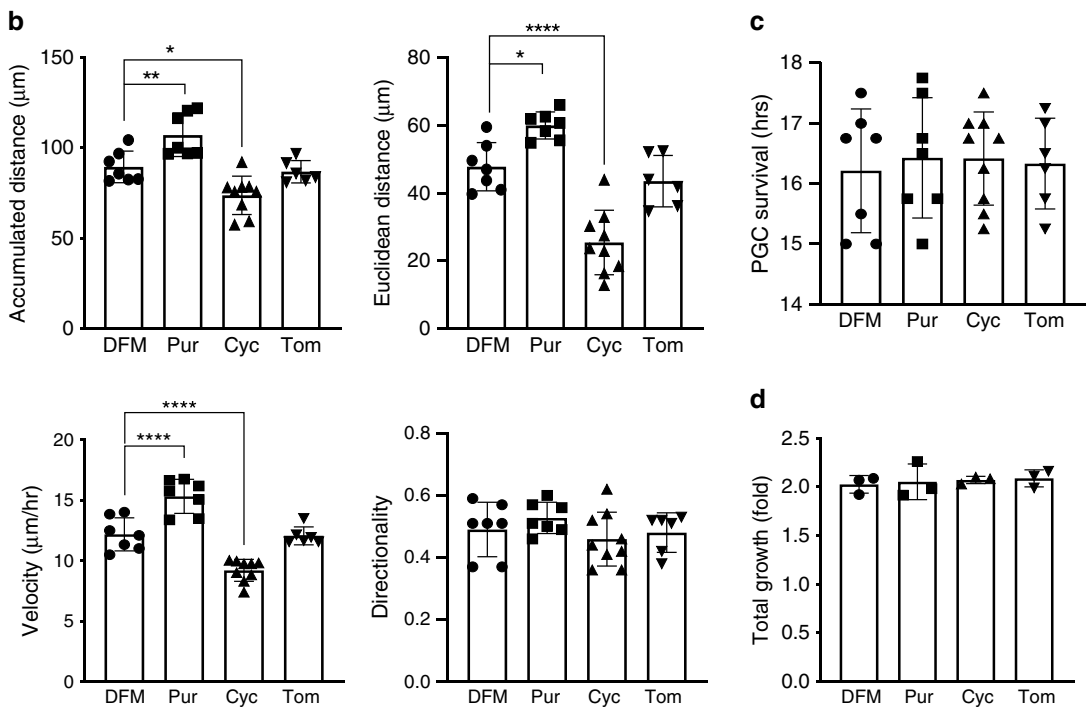 b
Accumulated distance (μm)
150
100
50
0
*
**
DFM Pur Cyc Tom
Euclidean distance (μm)
80
60
40
20
0
****
*
DFM Pur Cyc Tom
c
PGC survival (hrs)
18
17
16
15
14
DFM Pur Cyc Tom
Velocity (μm/hr)
20
15
10
5
0
****
****
DFM Pur Cyc Tom
Directionality
0.8
0.6
0.4
0.2
0.0
DFM Pur Cyc Tom
d
Total growth (fold)
2.5
2.0
1.5
1.0
0.5
0.0
DFM Pur Cyc Tom